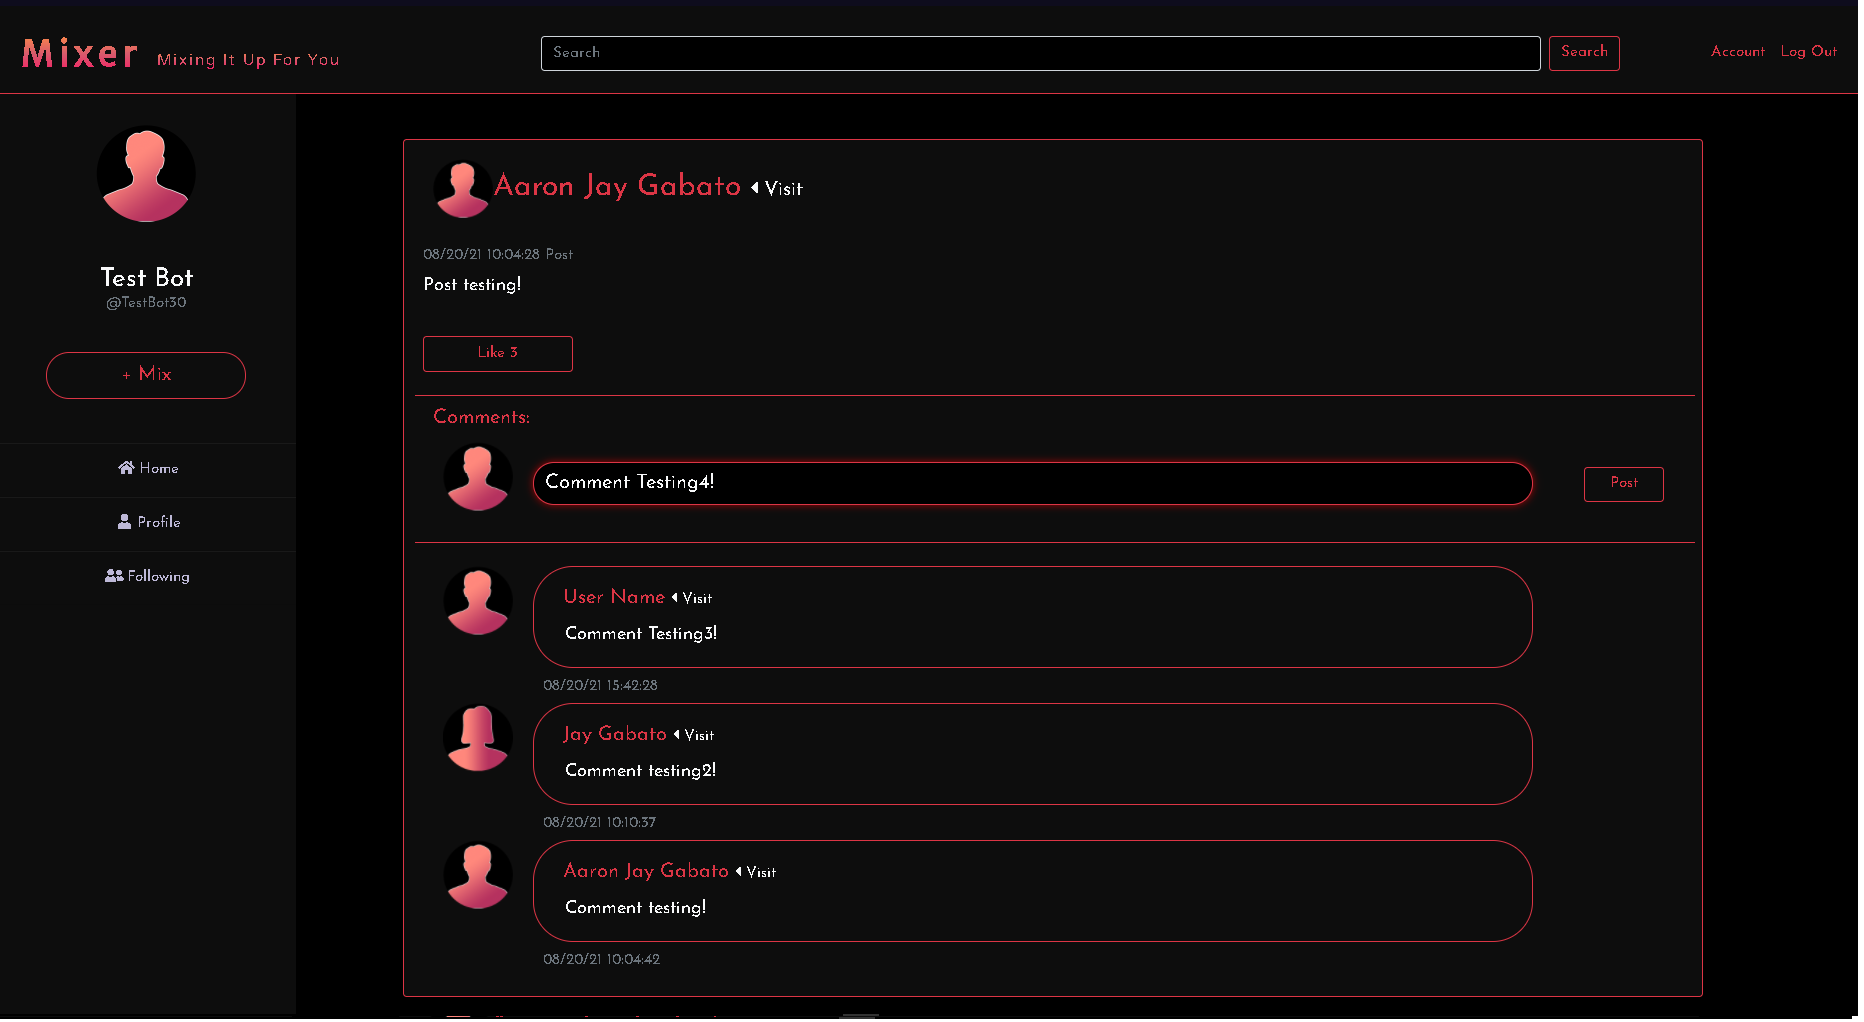 Mixer Mixing It Up For You
Search
Search
Account Log Out
Test Bot
@TestBot30
+ Mix
Home
Profile
Following
Aaron Jay Gabato Visit
08/20/21 10:04:28 Post
Post testing!
Like 3
Comments:
Comment Testing4!
Post
User Name Visit
Comment Testing3!
08/20/21 15:42:28
Jay Gabato Visit
Comment testing2!
08/20/21 10:10:37
Aaron Jay Gabato Visit
Comment testing!
08/20/21 10:04:42